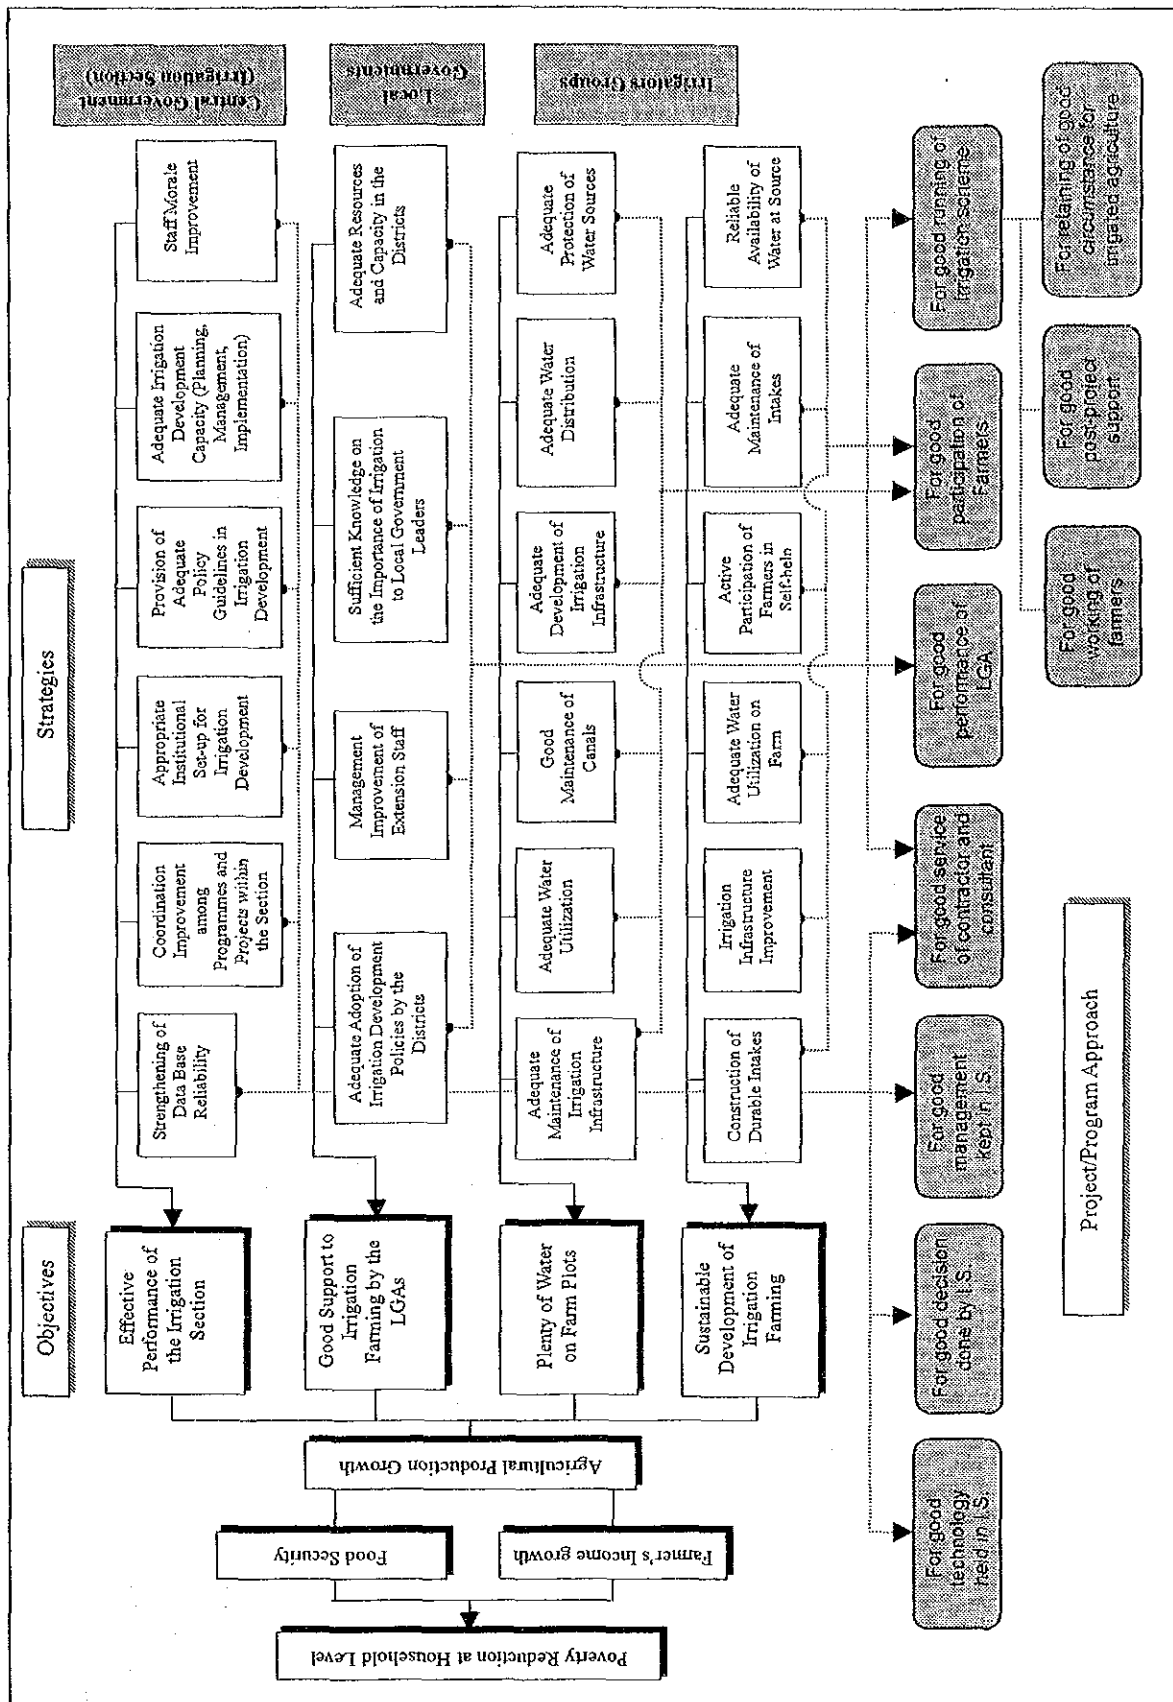 Objectives
Strategies
Effective
Performance of
the Irrigation
Section
Strengthening of
Data Base
Reliability
Coordination
Improvement
among
Programmes and
Projects within
the Section
Appropriate
Institutional
Set-up for
Irrigation
Development
Provision of
Adequate
Policy
Guidelines in
Irrigation
Development
Adequate Irrigation
Development
Capacity (Planning,
Management,
Implementation)
Staff Morale
Improvement
Central Government
(Irrigation Section)
Good Support to
Irrigation
Farming by the
LGAs
Adequate Adoption of
Irrigation Development
Policies by the
Districts
Management
Improvement of
Extension Staff
Sufficient Knowledge on
the Importance of Irrigation
to Local Government
Leaders
Adequate Resources
and Capacity in the
Districts
Local
Governments
Plenty of Water
on Farm Plots
Adequate
Maintenance of
Irrigation
Infrastructure
Adequate Water
Utilization
Good
Maintenance of
Canals
Adequate
Development of
Irrigation
Infrastructure
Adequate Water
Distribution
Adequate
Protection of
Water Sources
Irrigators Groups
Sustainable
Development of
Irrigation
Farming
Construction of
Durable Intakes
Irrigation
Infrastructure
Improvement
Adequate Water
Utilization on
Farm
Active
Participation of
Farmers in
Self-help
Adequate
Maintenance of
Intakes
Reliable
Availability of
Water at Source
Poverty Reduction at Household
Level
Food Security
Farmer's Income growth
Agricultural Production Growth
For good
technology
held in I.S.
For good decision
done by I.S.
For good
management
kept in I.S.
For good service
of contractor and
consultant
For good
performance of
LGA
For good
participation of
Farmers
For good running of
irrigation scheme
For good
working of
farmers
For good
post-project
support
For retaining of good
circumstance for
irrigated agriculture
Project/Program Approach